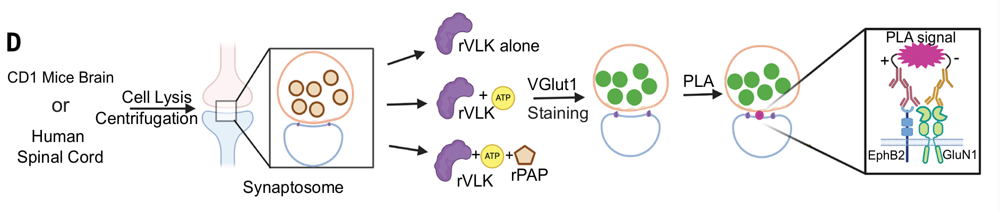 D
CD1 Mice Brain
or
Human
Spinal Cord
Cell Lysis
Centrifugation
Synaptosome
rVLK alone
rVLK
+
ATP
rVLK
+
ATP
+
rPAP
VGlut1
Staining
PLA
PLA signal
+
-
EphB2
GluN1